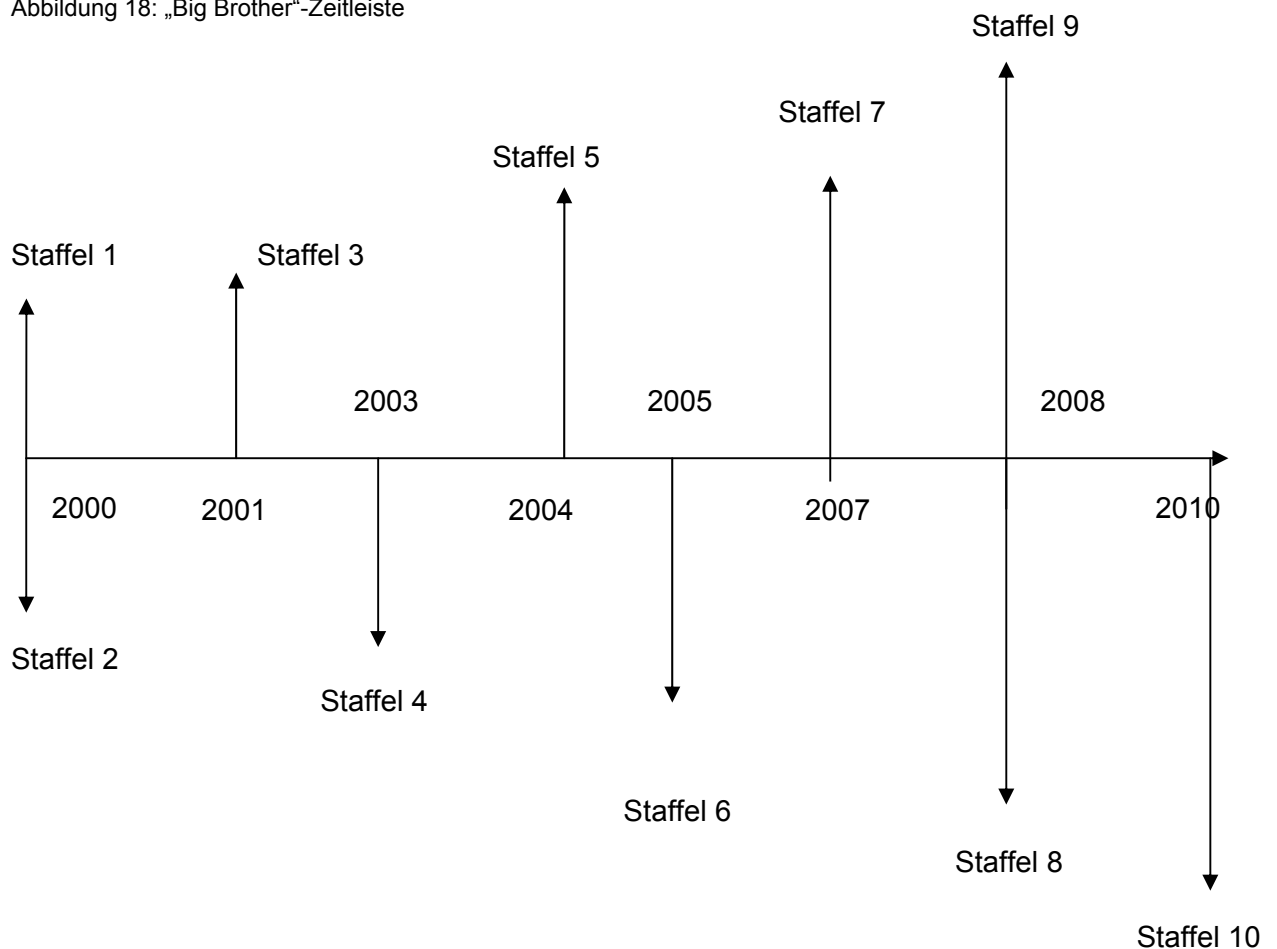 Abbildung 18: „Big Brother“-Zeitleiste
Staffel 9
Staffel 7
Staffel 5
Staffel 1
Staffel 3
2003
2005
2008
2000
2001
2004
2007
2010
Staffel 2
Staffel 4
Staffel 6
Staffel 8
Staffel 10